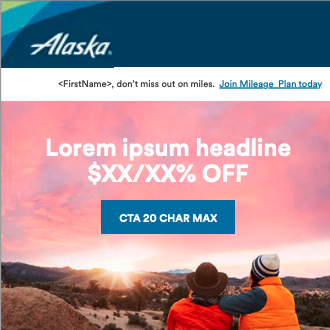 Alaska
<FirstName>, don't miss out on miles. Join Mileage Plan today
Lorem ipsum headline
$XX/XX% OFF
CTA 20 CHAR MAX